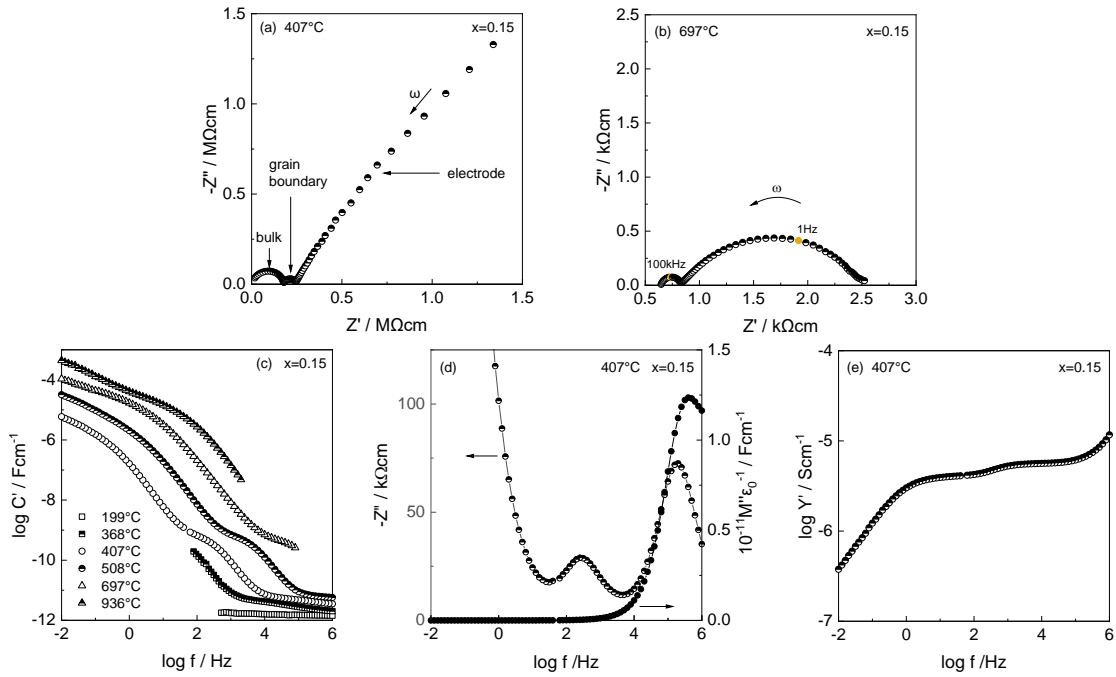 (a) 407°C x=0.15
1.5
1.0
0.5
0.0
-Z'' / MΩcm
ω
grain
boundary
electrode
bulk
0.0 0.5 1.0 1.5
Z' / MΩcm
(b) 697°C x=0.15
2.5
2.0
1.5
1.0
0.5
0.0
-Z'' / kΩcm
ω
1Hz
100kHz
0.5 1.0 1.5 2.0 2.5 3.0
Z' / kΩcm
(c) x=0.15
-4
-6
-8
-10
-12
log C' / Fcm⁻¹
199°C
368°C
407°C
508°C
697°C
936°C
-2 0 2 4 6
log f / Hz
(d) 407°C x=0.15
100
50
0
-Z'' / kΩcm
1.5
1.0
0.5
0.0
10⁻¹¹M''ε₀⁻¹ / Fcm⁻¹
-2 0 2 4 6
log f /Hz
(e) 407°C x=0.15
-4
-5
-6
-7
log Y' / Scm⁻¹
-2 0 2 4 6
log f /Hz